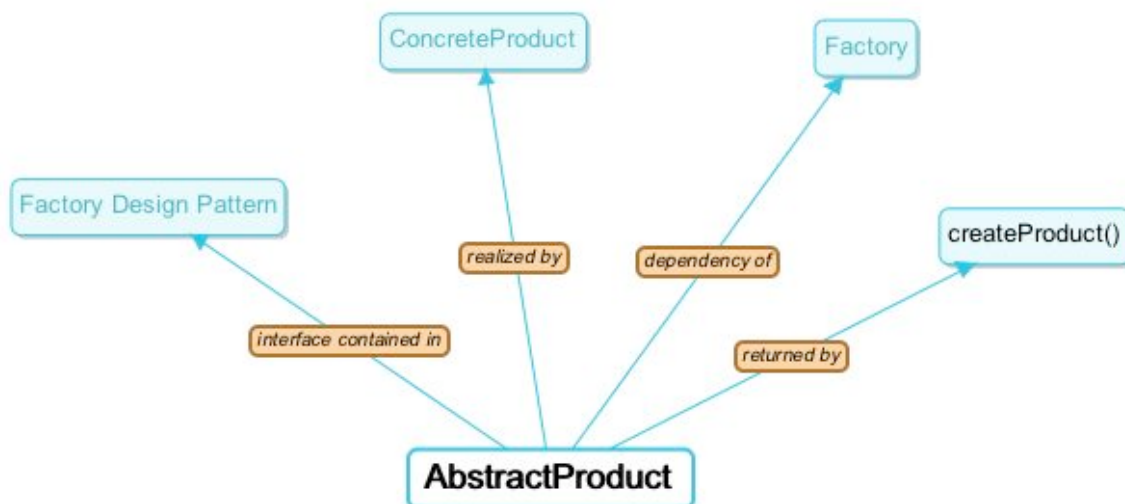 ConcreteProduct
Factory
Factory Design Pattern
createProduct()
realized by
dependency of
interface contained in
returned by
AbstractProduct